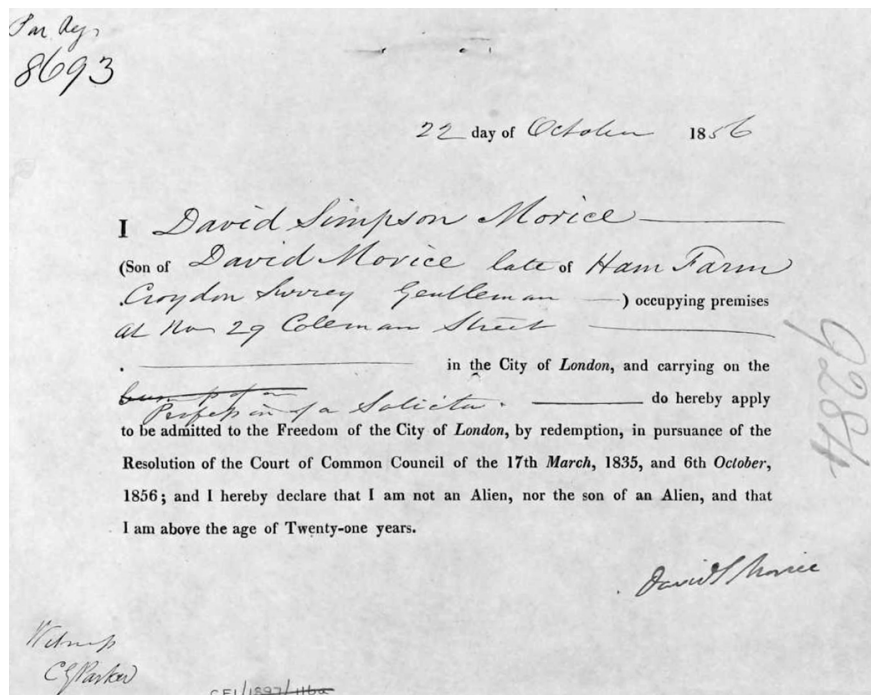 Par Reg
8693
22 day of October 1856
I David Simpson Morice
(Son of David Morice late of Ham Farm
Croydon Surrey Gentleman ) occupying premises
at No 29 Coleman Street
in the City of London, and carrying on the
Profession of a Solicitor. do hereby apply
to be admitted to the Freedom of the City of London, by redemption, in pursuance of the
Resolution of the Court of Common Council of the 17th March, 1835, and 6th October,
1856; and I hereby declare that I am not an Alien, nor the son of an Alien, and that
I am above the age of Twenty-one years.
David S Morice
9284
Witness
CG Parker
CF1/1897/